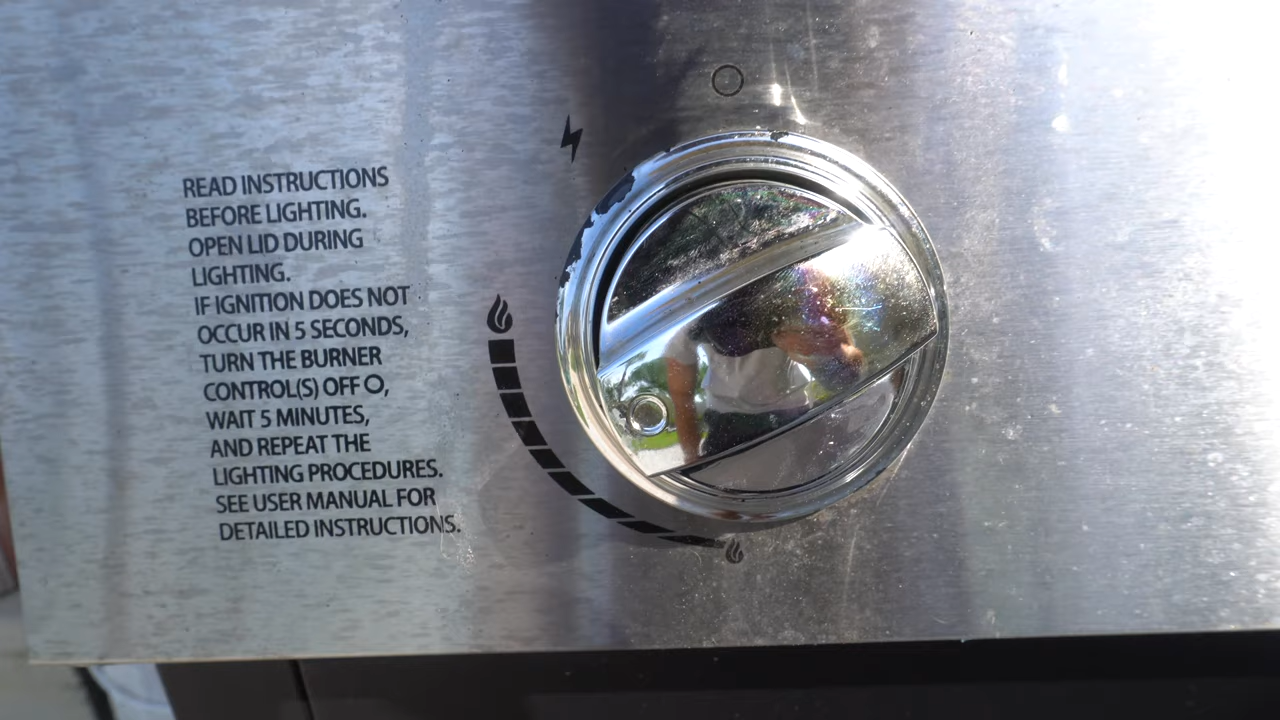 READ INSTRUCTIONS
BEFORE LIGHTING.
OPEN LID DURING
LIGHTING.
IF IGNITION DOES NOT
OCCUR IN 5 SECONDS,
TURN THE BURNER
CONTROL(S) OFF O,
WAIT 5 MINUTES,
AND REPEAT THE
LIGHTING PROCEDURES.
SEE USER MANUAL FOR
DETAILED INSTRUCTIONS.